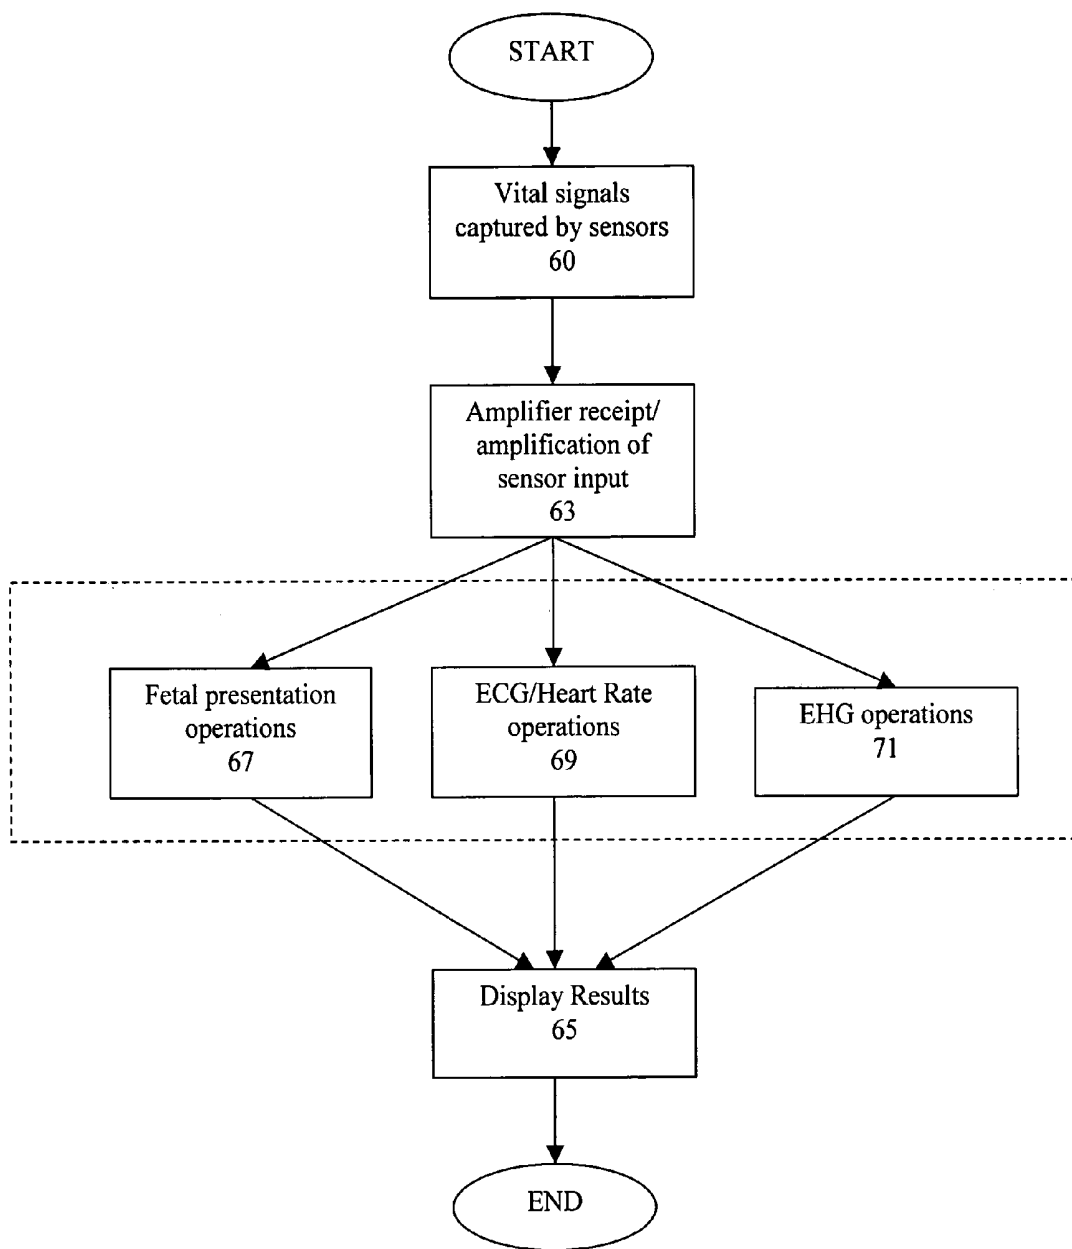 START
Vital signals
captured by sensors
60
Amplifier receipt/
amplification of
sensor input
63
Fetal presentation
operations
67
ECG/Heart Rate
operations
69
EHG operations
71
Display Results
65
END